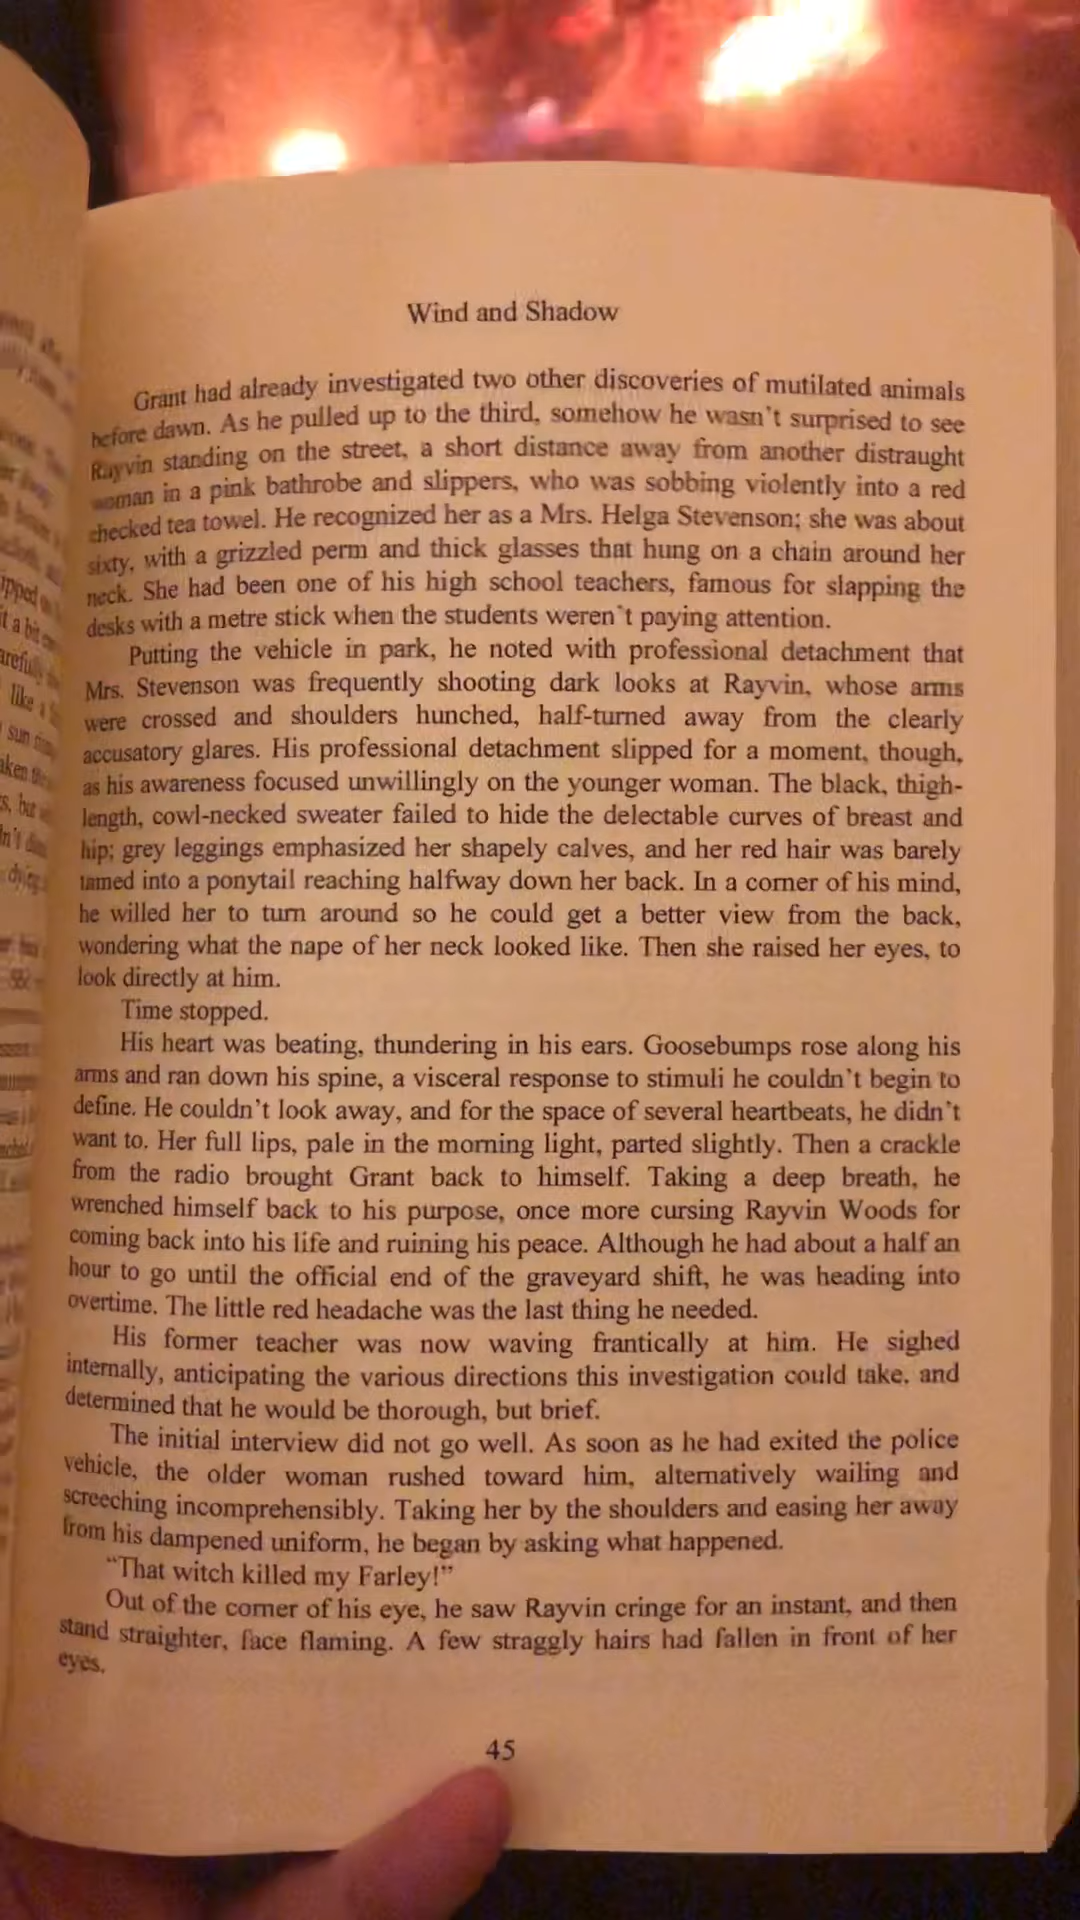 Wind and Shadow
Grant had already investigated two other discoveries of mutilated animals
before dawn. As he pulled up to the third, somehow he wasn't surprised to see
Rayvin standing on the street, a short distance away from another distraught
woman in a pink bathrobe and slippers, who was sobbing violently into a red
checked tea towel. He recognized her as a Mrs. Helga Stevenson; she was about
sixty, with a grizzled perm and thick glasses that hung on a chain around her
neck. She had been one of his high school teachers, famous for slapping the
desks with a metre stick when the students weren't paying attention.
Putting the vehicle in park, he noted with professional detachment that
Mrs. Stevenson was frequently shooting dark looks at Rayvin, whose arms
were crossed and shoulders hunched, half-turned away from the clearly
accusatory glares. His professional detachment slipped for a moment, though,
as his awareness focused unwillingly on the younger woman. The black, thigh-
length, cowl-necked sweater failed to hide the delectable curves of breast and
hip; grey leggings emphasized her shapely calves, and her red hair was barely
tamed into a ponytail reaching halfway down her back. In a corner of his mind,
he willed her to turn around so he could get a better view from the back,
wondering what the nape of her neck looked like. Then she raised her eyes, to
look directly at him.
Time stopped.
His heart was beating, thundering in his ears. Goosebumps rose along his
arms and ran down his spine, a visceral response to stimuli he couldn't begin to
define. He couldn't look away, and for the space of several heartbeats, he didn't
want to. Her full lips, pale in the morning light, parted slightly. Then a crackle
from the radio brought Grant back to himself. Taking a deep breath, he
wrenched himself back to his purpose, once more cursing Rayvin Woods for
coming back into his life and ruining his peace. Although he had about a half an
hour to go until the official end of the graveyard shift, he was heading into
overtime. The little red headache was the last thing he needed.
His former teacher was now waving frantically at him. He sighed
internally, anticipating the various directions this investigation could take, and
determined that he would be thorough, but brief.
The initial interview did not go well. As soon as he had exited the police
vehicle, the older woman rushed toward him, alternatively wailing and
screeching incomprehensibly. Taking her by the shoulders and easing her away
from his dampened uniform, he began by asking what happened.
"That witch killed my Farley!"
Out of the corner of his eye, he saw Rayvin cringe for an instant, and then
stand straighter, face flaming. A few straggly hairs had fallen in front of her
eyes.
45